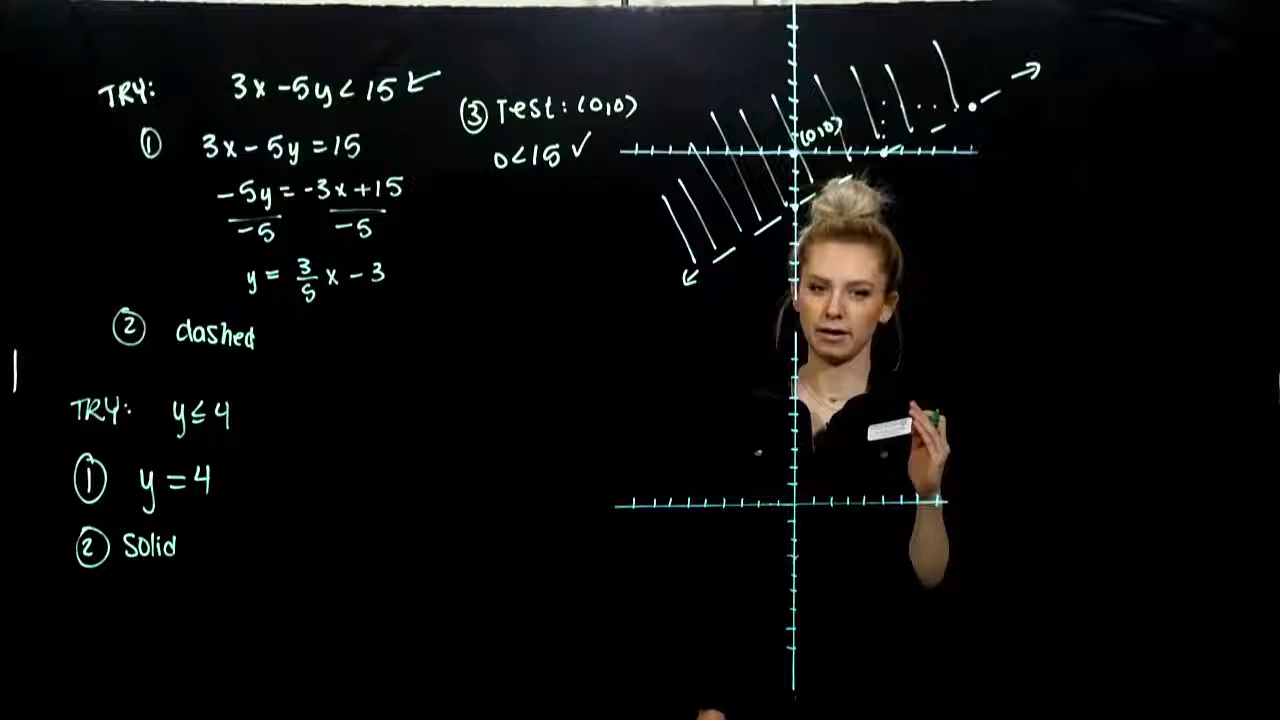 TRY: 3x - 5y < 15 ✓
① 3x - 5y = 15
-5y = -3x + 15
-5 -5
y = 3/5 x - 3
② dashed
③ Test: (0,0)
0 < 15 ✓
(0,0)
TRY: y ≤ 4
① y = 4
② Solid